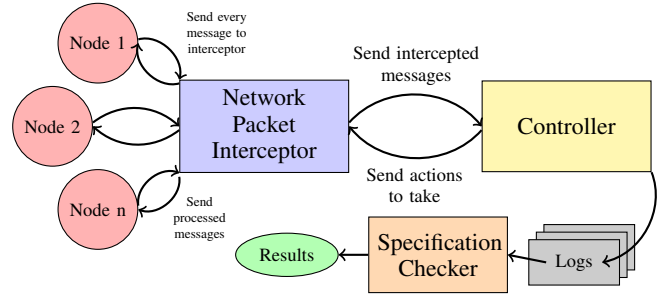 Node 1
Send every
message to
interceptor
Node 2
Network
Packet
Interceptor
Send intercepted
messages
Controller
Send actions
to take
Node n
Send
processed
messages
Results
Specification
Checker
Logs